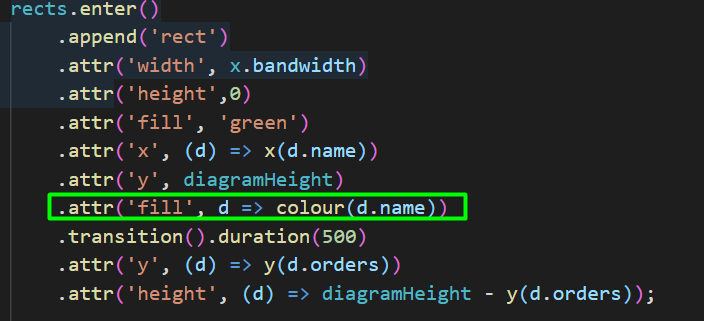 rects.enter()
.append('rect')
.attr('width', x.bandwidth)
.attr('height',0)
.attr('fill', 'green')
.attr('x', (d) => x(d.name))
.attr('y', diagramHeight)
.attr('fill', d => colour(d.name))
.transition().duration(500)
.attr('y', (d) => y(d.orders))
.attr('height', (d) => diagramHeight - y(d.orders));